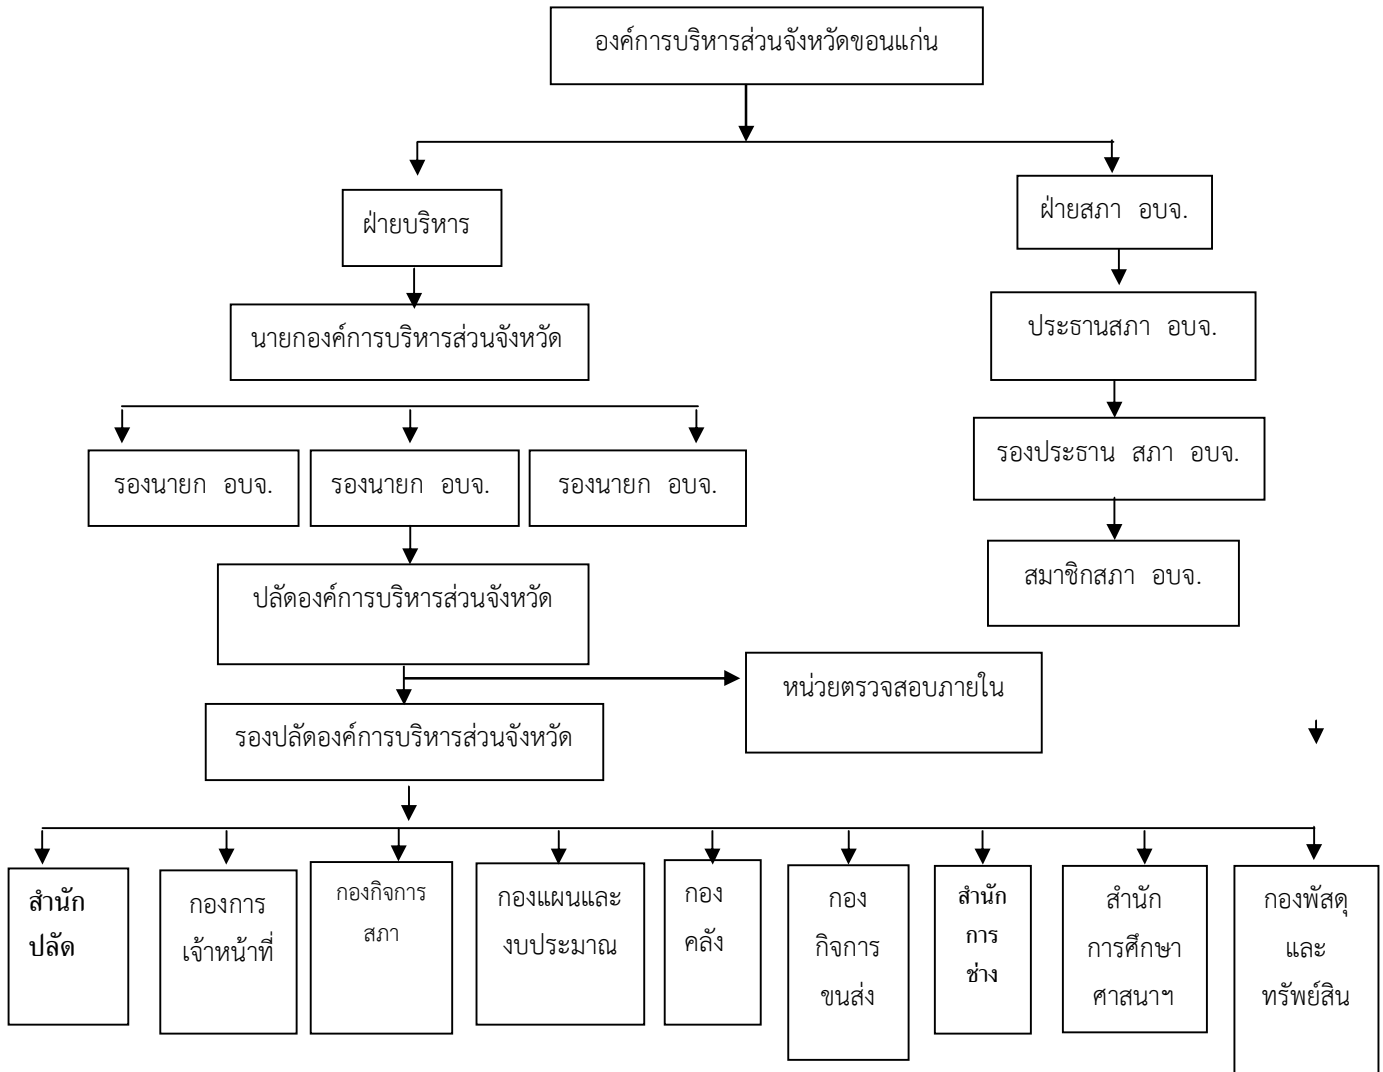 องค์การบริหารส่วนจังหวัดขอนแก่น
ฝ่ายบริหาร
ฝ่ายสภา อบจ.
นายกองค์การบริหารส่วนจังหวัด
ประธานสภา อบจ.
รองนายก อบจ.
รองนายก อบจ.
รองนายก อบจ.
รองประธาน สภา อบจ.
ปลัดองค์การบริหารส่วนจังหวัด
สมาชิกสภา อบจ.
หน่วยตรวจสอบภายใน
รองปลัดองค์การบริหารส่วนจังหวัด
สำนัก
ปลัด
กองการ
เจ้าหน้าที่
กองกิจการ
สภา
กองแผนและ
งบประมาณ
กอง
คลัง
กอง
กิจการ
ขนส่ง
สำนัก
การ
ช่าง
สำนัก
การศึกษา
ศาสนาฯ
กองพัสดุ
และ
ทรัพย์สิน